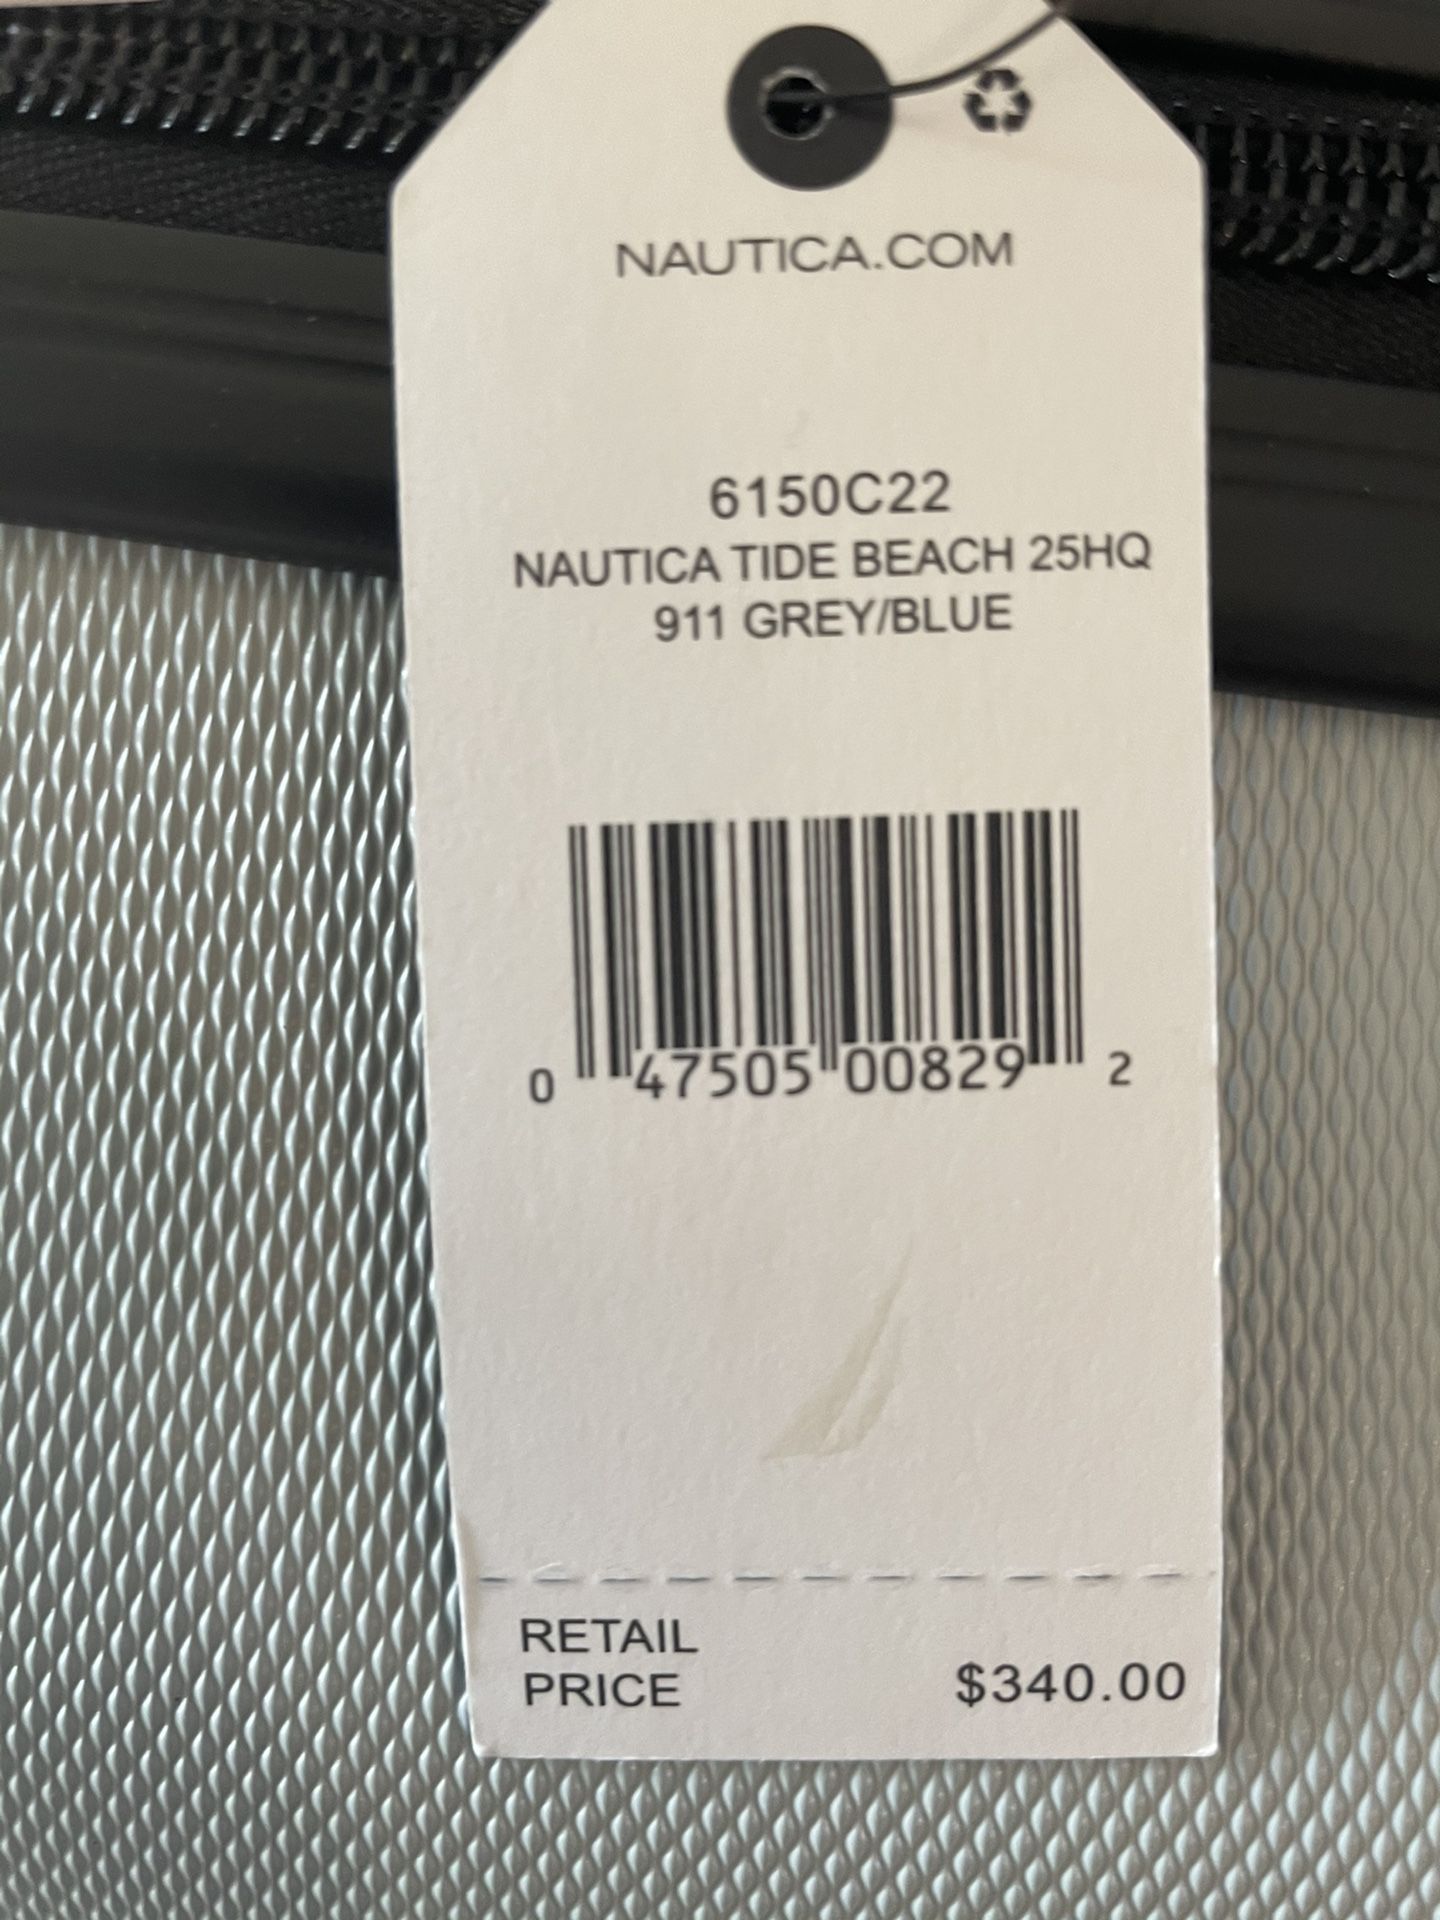 NAUTICA.COM
6150C22
NAUTICA TIDE BEACH 25HQ
911 GREY/BLUE
0 47505 00829 2
RETAIL
PRICE $340.00